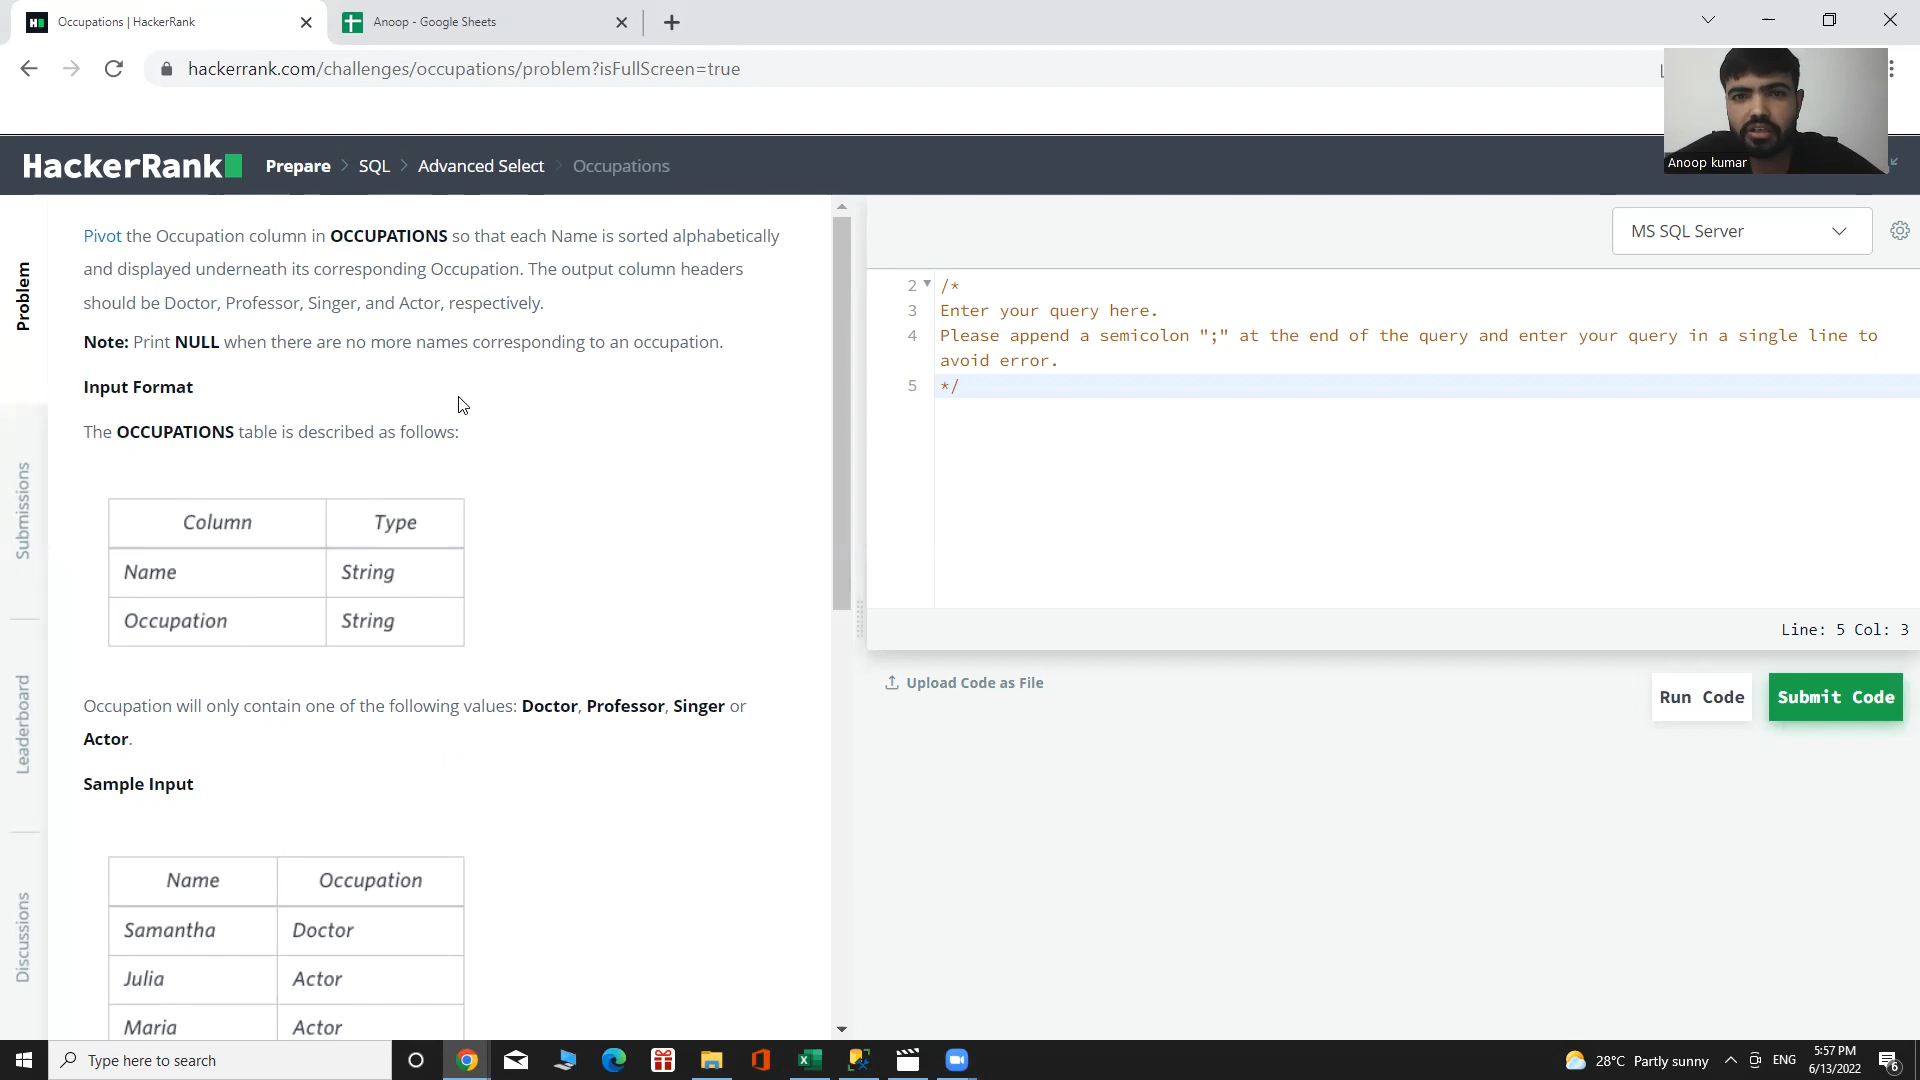 Occupations | HackerRank
Anoop - Google Sheets
hackerrank.com/challenges/occupations/problem?isFullScreen=true
Anoop kumar
HackerRank
Prepare > SQL > Advanced Select > Occupations
Problem
Submissions
Leaderboard
Discussions
Pivot the Occupation column in OCCUPATIONS so that each Name is sorted alphabetically
and displayed underneath its corresponding Occupation. The output column headers
should be Doctor, Professor, Singer, and Actor, respectively.
Note: Print NULL when there are no more names corresponding to an occupation.
Input Format
The OCCUPATIONS table is described as follows:
Column Type
Name String
Occupation String
Occupation will only contain one of the following values: Doctor, Professor, Singer or
Actor.
Sample Input
Name Occupation
Samantha Doctor
Julia Actor
Maria Actor
MS SQL Server
2 /*
3 Enter your query here.
4 Please append a semicolon ";" at the end of the query and enter your query in a single line to
avoid error.
5 */
Line: 5 Col: 3
Upload Code as File
Run Code
Submit Code
Type here to search
28°C Partly sunny
ENG
5:57 PM
6/13/2022
6